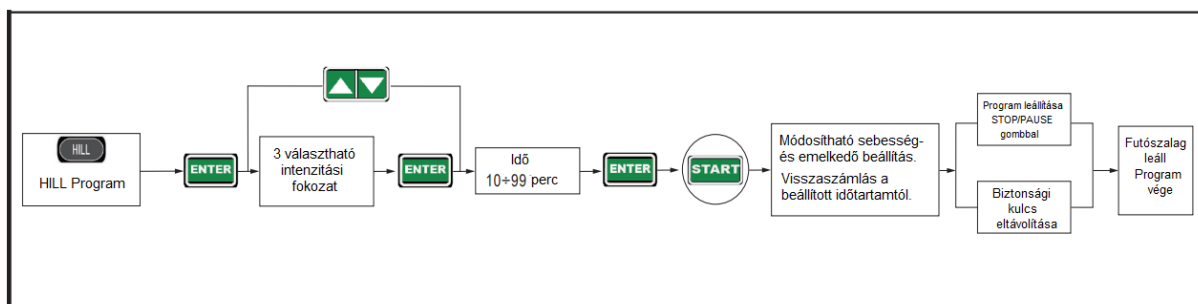 HILL
HILL Program
ENTER
3 választható
intenzitási
fokozat
ENTER
Idő
10÷99 perc
ENTER
START
Módosítható sebesség-
és emelkedő beállítás.
Visszaszámlás a
beállított időtartamtól.
Program leállítása
STOP/PAUSE
gombbal
Biztonsági
kulcs
eltávolítása
Futószalag
leáll
Program
vége